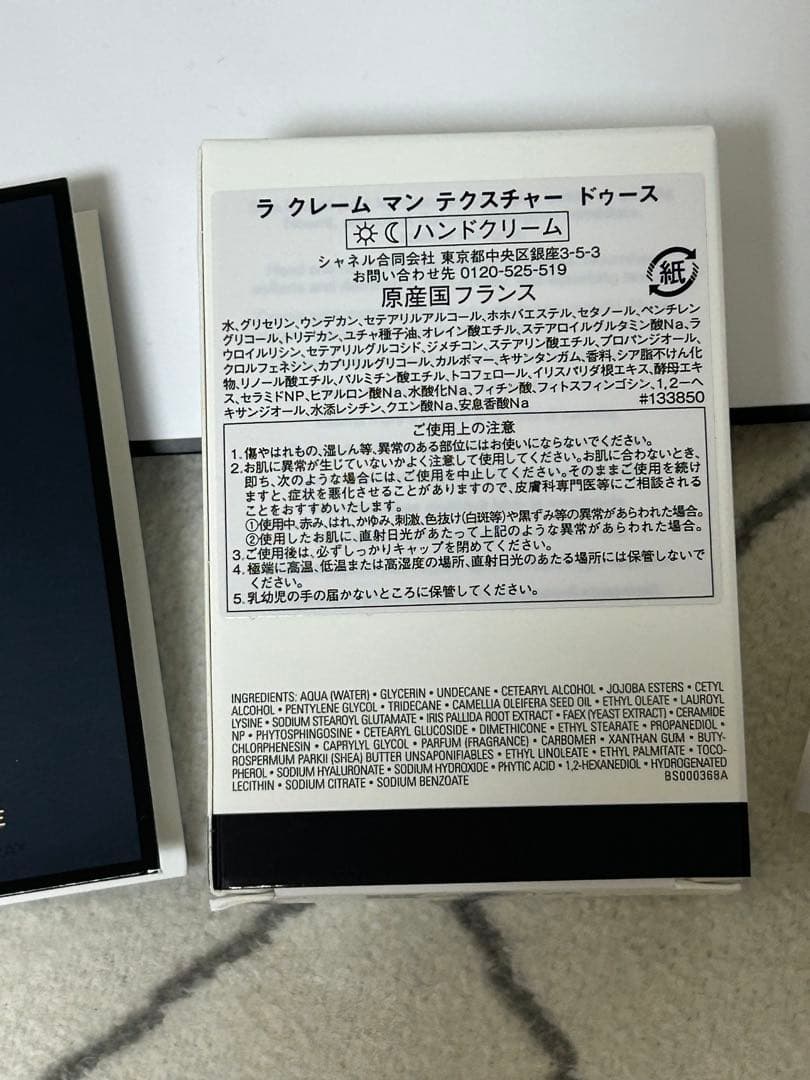 ラ クレーム マン テクスチャー ドゥース
ハンドクリーム
シャネル合同会社 東京都中央区銀座3-5-3
お問い合わせ先 0120-525-519
紙
原産国フランス
水、グリセリン、ウンデカン、セテアリルアルコール、ホホバエステル、セタノール、ペンチレン
グリコール、トリデカン、ユチャ種子油、オレイン酸エチル、ステアロイルグルタミン酸Na、ラ
ウロイルリシン、セテアリルグルコシド、ジメチコン、ステアリン酸エチル、プロパンジオール、
クロルフェネシン、カプリリルグリコール、カルボマー、キサンタンガム、香料、シア脂不けん化
物、リノール酸エチル、パルミチン酸エチル、トコフェロール、イリスパリダ根エキス、酵母エキ
ス、セラミドNP、ヒアルロン酸Na、水酸化Na、フィチン酸、フィトスフィンゴシン、1,2-ヘ
キサンジオール、水添レシチン、クエン酸Na、安息香酸Na #133850
ご使用上の注意
1. 傷やはれもの、湿しん等、異常のある部位にはお使いにならないでください。
2. お肌に異常が生じていないかよく注意して使用してください。お肌に合わないとき、
即ち、次のような場合には、ご使用を中止してください。そのままご使用を続け
ますと、症状を悪化させることがありますので、皮膚科専門医等にご相談される
ことをおすすめいたします。
①使用中、赤み、はれ、かゆみ、刺激、色抜け(白斑等)や黒ずみ等の異常があらわれた場合。
②使用したお肌に、直射日光があたって上記のような異常があらわれた場合。
3. ご使用後は、必ずしっかりキャップを閉めてください。
4. 極端に高温、低温または高湿度の場所、直射日光のあたる場所には保管しないで
ください。
5. 乳幼児の手の届かないところに保管してください。
INGREDIENTS: AQUA (WATER) • GLYCERIN • UNDECANE • CETEARYL ALCOHOL • JOJOBA ESTERS • CETYL
ALCOHOL • PENTYLENE GLYCOL • TRIDECANE • CAMELLIA OLEIFERA SEED OIL • ETHYL OLEATE • LAUROYL
LYSINE • SODIUM STEAROYL GLUTAMATE • IRIS PALLIDA ROOT EXTRACT • FAEX (YEAST EXTRACT) • CERAMIDE
NP • PHYTOSPHINGOSINE • CETEARYL GLUCOSIDE • DIMETHICONE • ETHYL STEARATE • PROPANEDIOL •
CHLORPHENESIN • CAPRYLYL GLYCOL • PARFUM (FRAGRANCE) • CARBOMER • XANTHAN GUM • BUTY-
ROSPERMUM PARKII (SHEA) BUTTER UNSAPONIFIABLES • ETHYL LINOLEATE • ETHYL PALMITATE • TOCO-
PHEROL • SODIUM HYALURONATE • SODIUM HYDROXIDE • PHYTIC ACID • 1,2-HEXANEDIOL • HYDROGENATED
LECITHIN • SODIUM CITRATE • SODIUM BENZOATE BS000368A
E